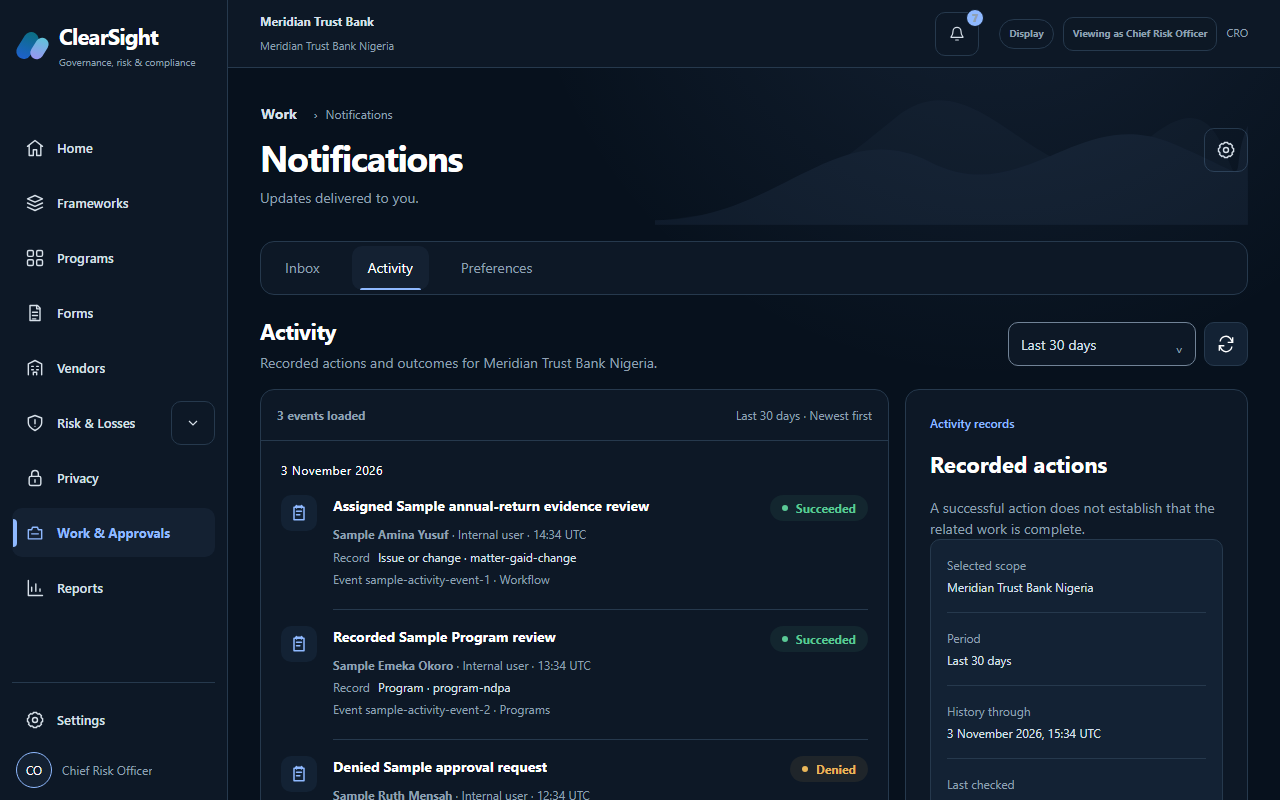 ClearSight
Governance, risk & compliance
Home
Frameworks
Programs
Forms
Vendors
Risk & Losses
Privacy
Work & Approvals
Reports
Settings
CO
Chief Risk Officer
Meridian Trust Bank
Meridian Trust Bank Nigeria
7
Display
Viewing as Chief Risk Officer
CRO
Work › Notifications
Notifications
Updates delivered to you.
Inbox
Activity
Preferences
Activity
Recorded actions and outcomes for Meridian Trust Bank Nigeria.
Last 30 days
3 events loaded
Last 30 days · Newest first
3 November 2026
Assigned Sample annual-return evidence review
Succeeded
Sample Amina Yusuf · Internal user · 14:34 UTC
Record Issue or change · matter-gaid-change
Event sample-activity-event-1 · Workflow
Recorded Sample Program review
Succeeded
Sample Emeka Okoro · Internal user · 13:34 UTC
Record Program · program-ndpa
Event sample-activity-event-2 · Programs
Denied Sample approval request
Denied
Sample Ruth Mensah · Internal user · 12:34 UTC
Activity records
Recorded actions
A successful action does not establish that the
related work is complete.
Selected scope
Meridian Trust Bank Nigeria
Period
Last 30 days
History through
3 November 2026, 15:34 UTC
Last checked